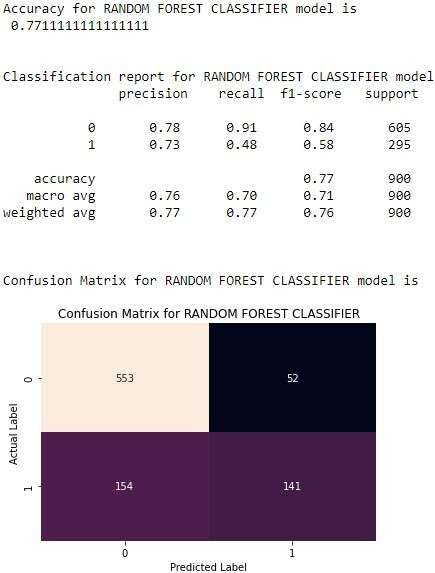 Accuracy for RANDOM FOREST CLASSIFIER model is
0.7711111111111111
Classification report for RANDOM FOREST CLASSIFIER model
precision recall f1-score support
0 0.78 0.91 0.84 605
1 0.73 0.48 0.58 295
accuracy 0.77 900
macro avg 0.76 0.70 0.71 900
weighted avg 0.77 0.77 0.76 900
Confusion Matrix for RANDOM FOREST CLASSIFIER model is
Confusion Matrix for RANDOM FOREST CLASSIFIER
0 553 52
Actual Label
1 154 141
0 1
Predicted Label